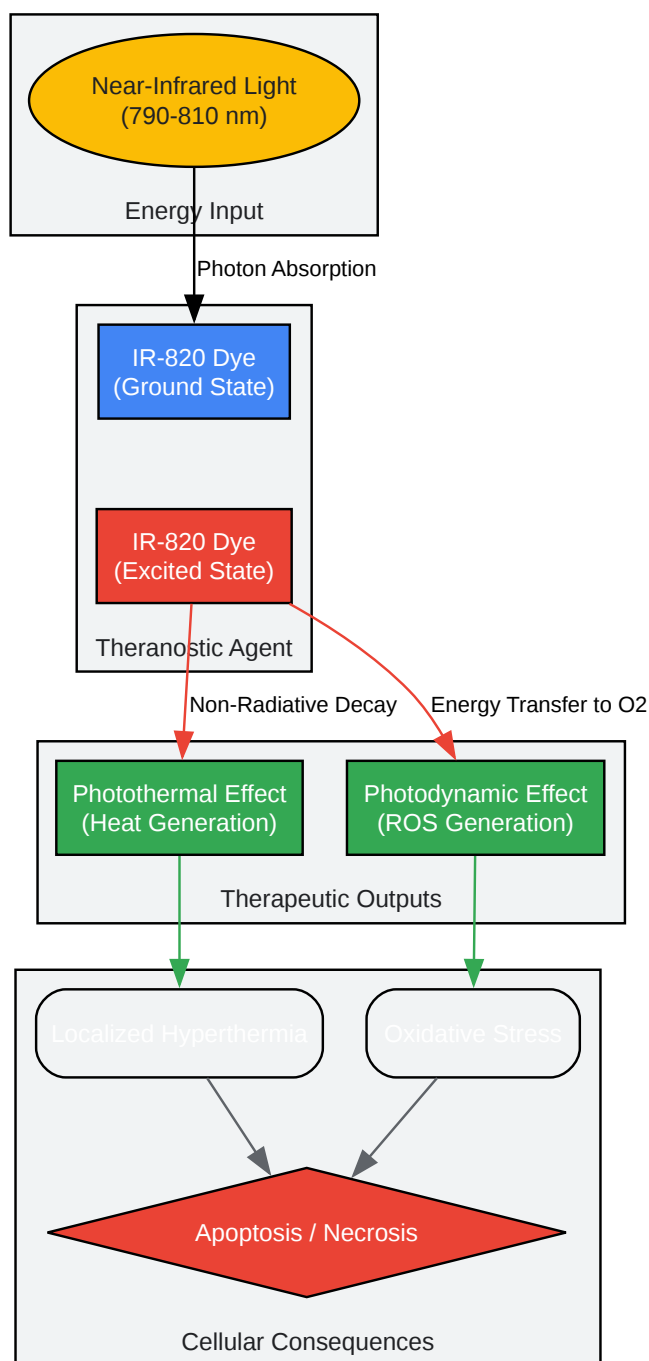 Near-Infrared Light
(790-810 nm)
Energy Input
Photon Absorption
IR-820 Dye
(Ground State)
IR-820 Dye
(Excited State)
Theranostic Agent
Non-Radiative Decay
Energy Transfer to O2
Photothermal Effect
(Heat Generation)
Photodynamic Effect
(ROS Generation)
Therapeutic Outputs
Localized Hyperthermia
Oxidative Stress
Apoptosis / Necrosis
Cellular Consequences